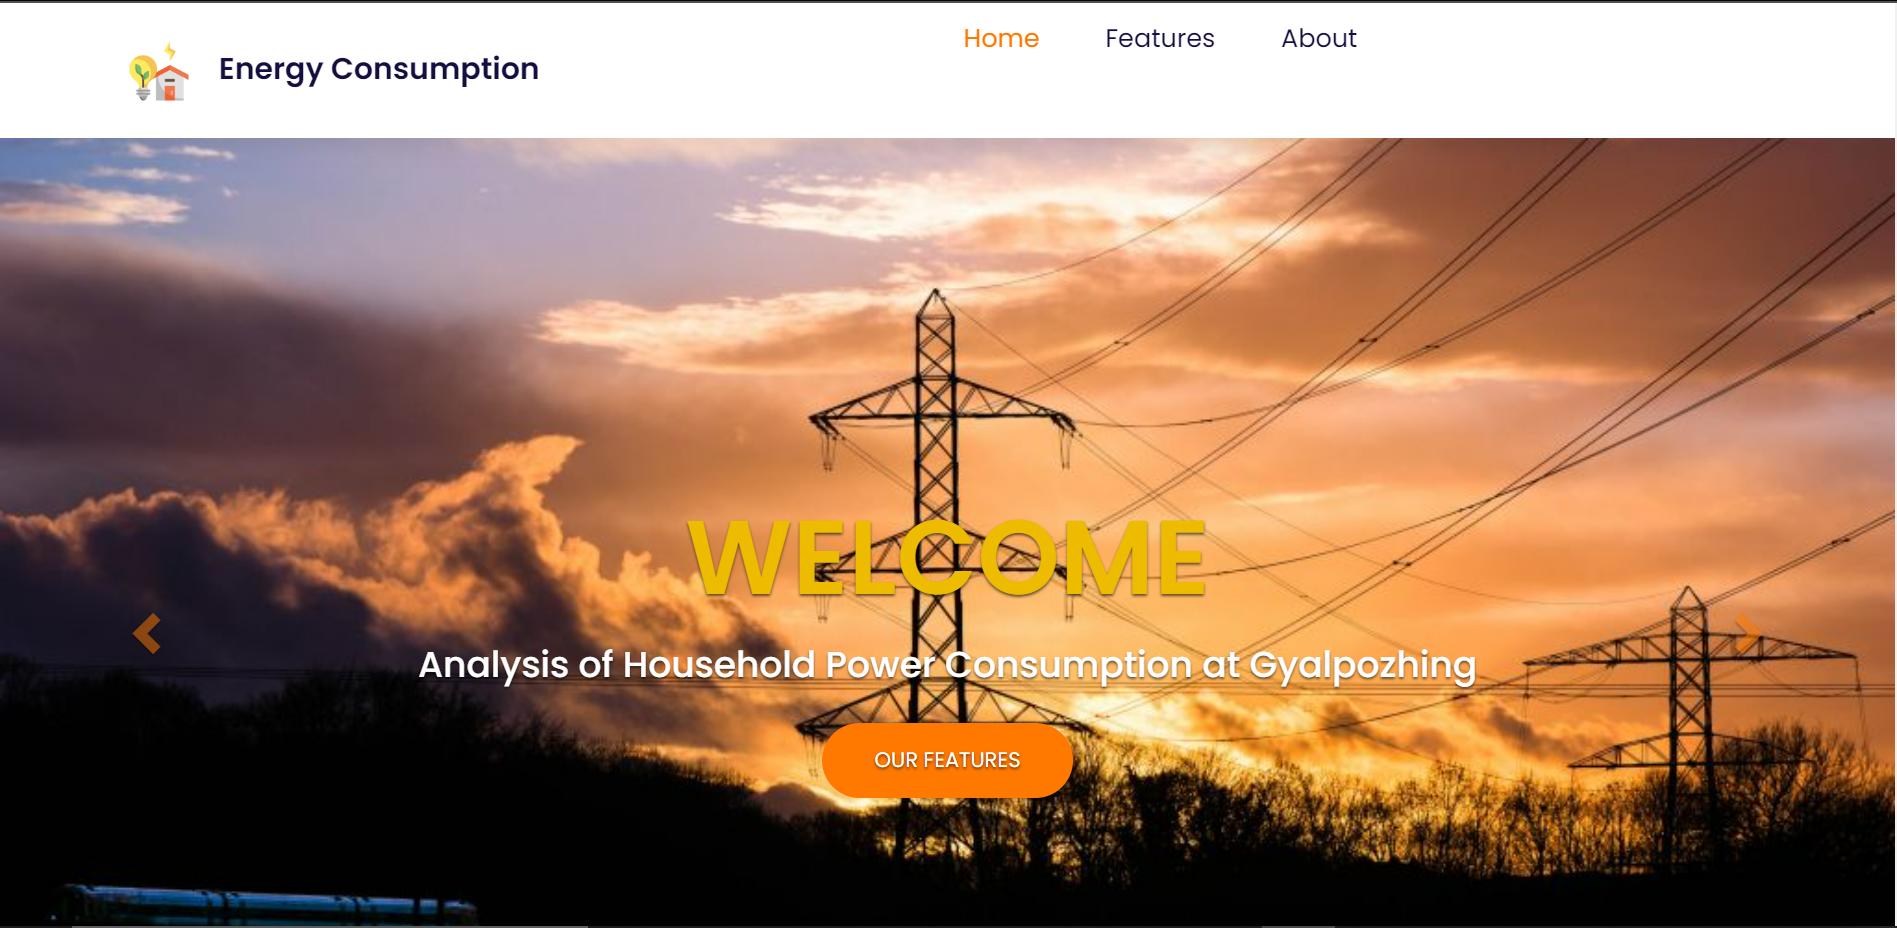 Energy Consumption
Home Features About
WELCOME
Analysis of Household Power Consumption at Gyalpozhing
OUR FEATURES